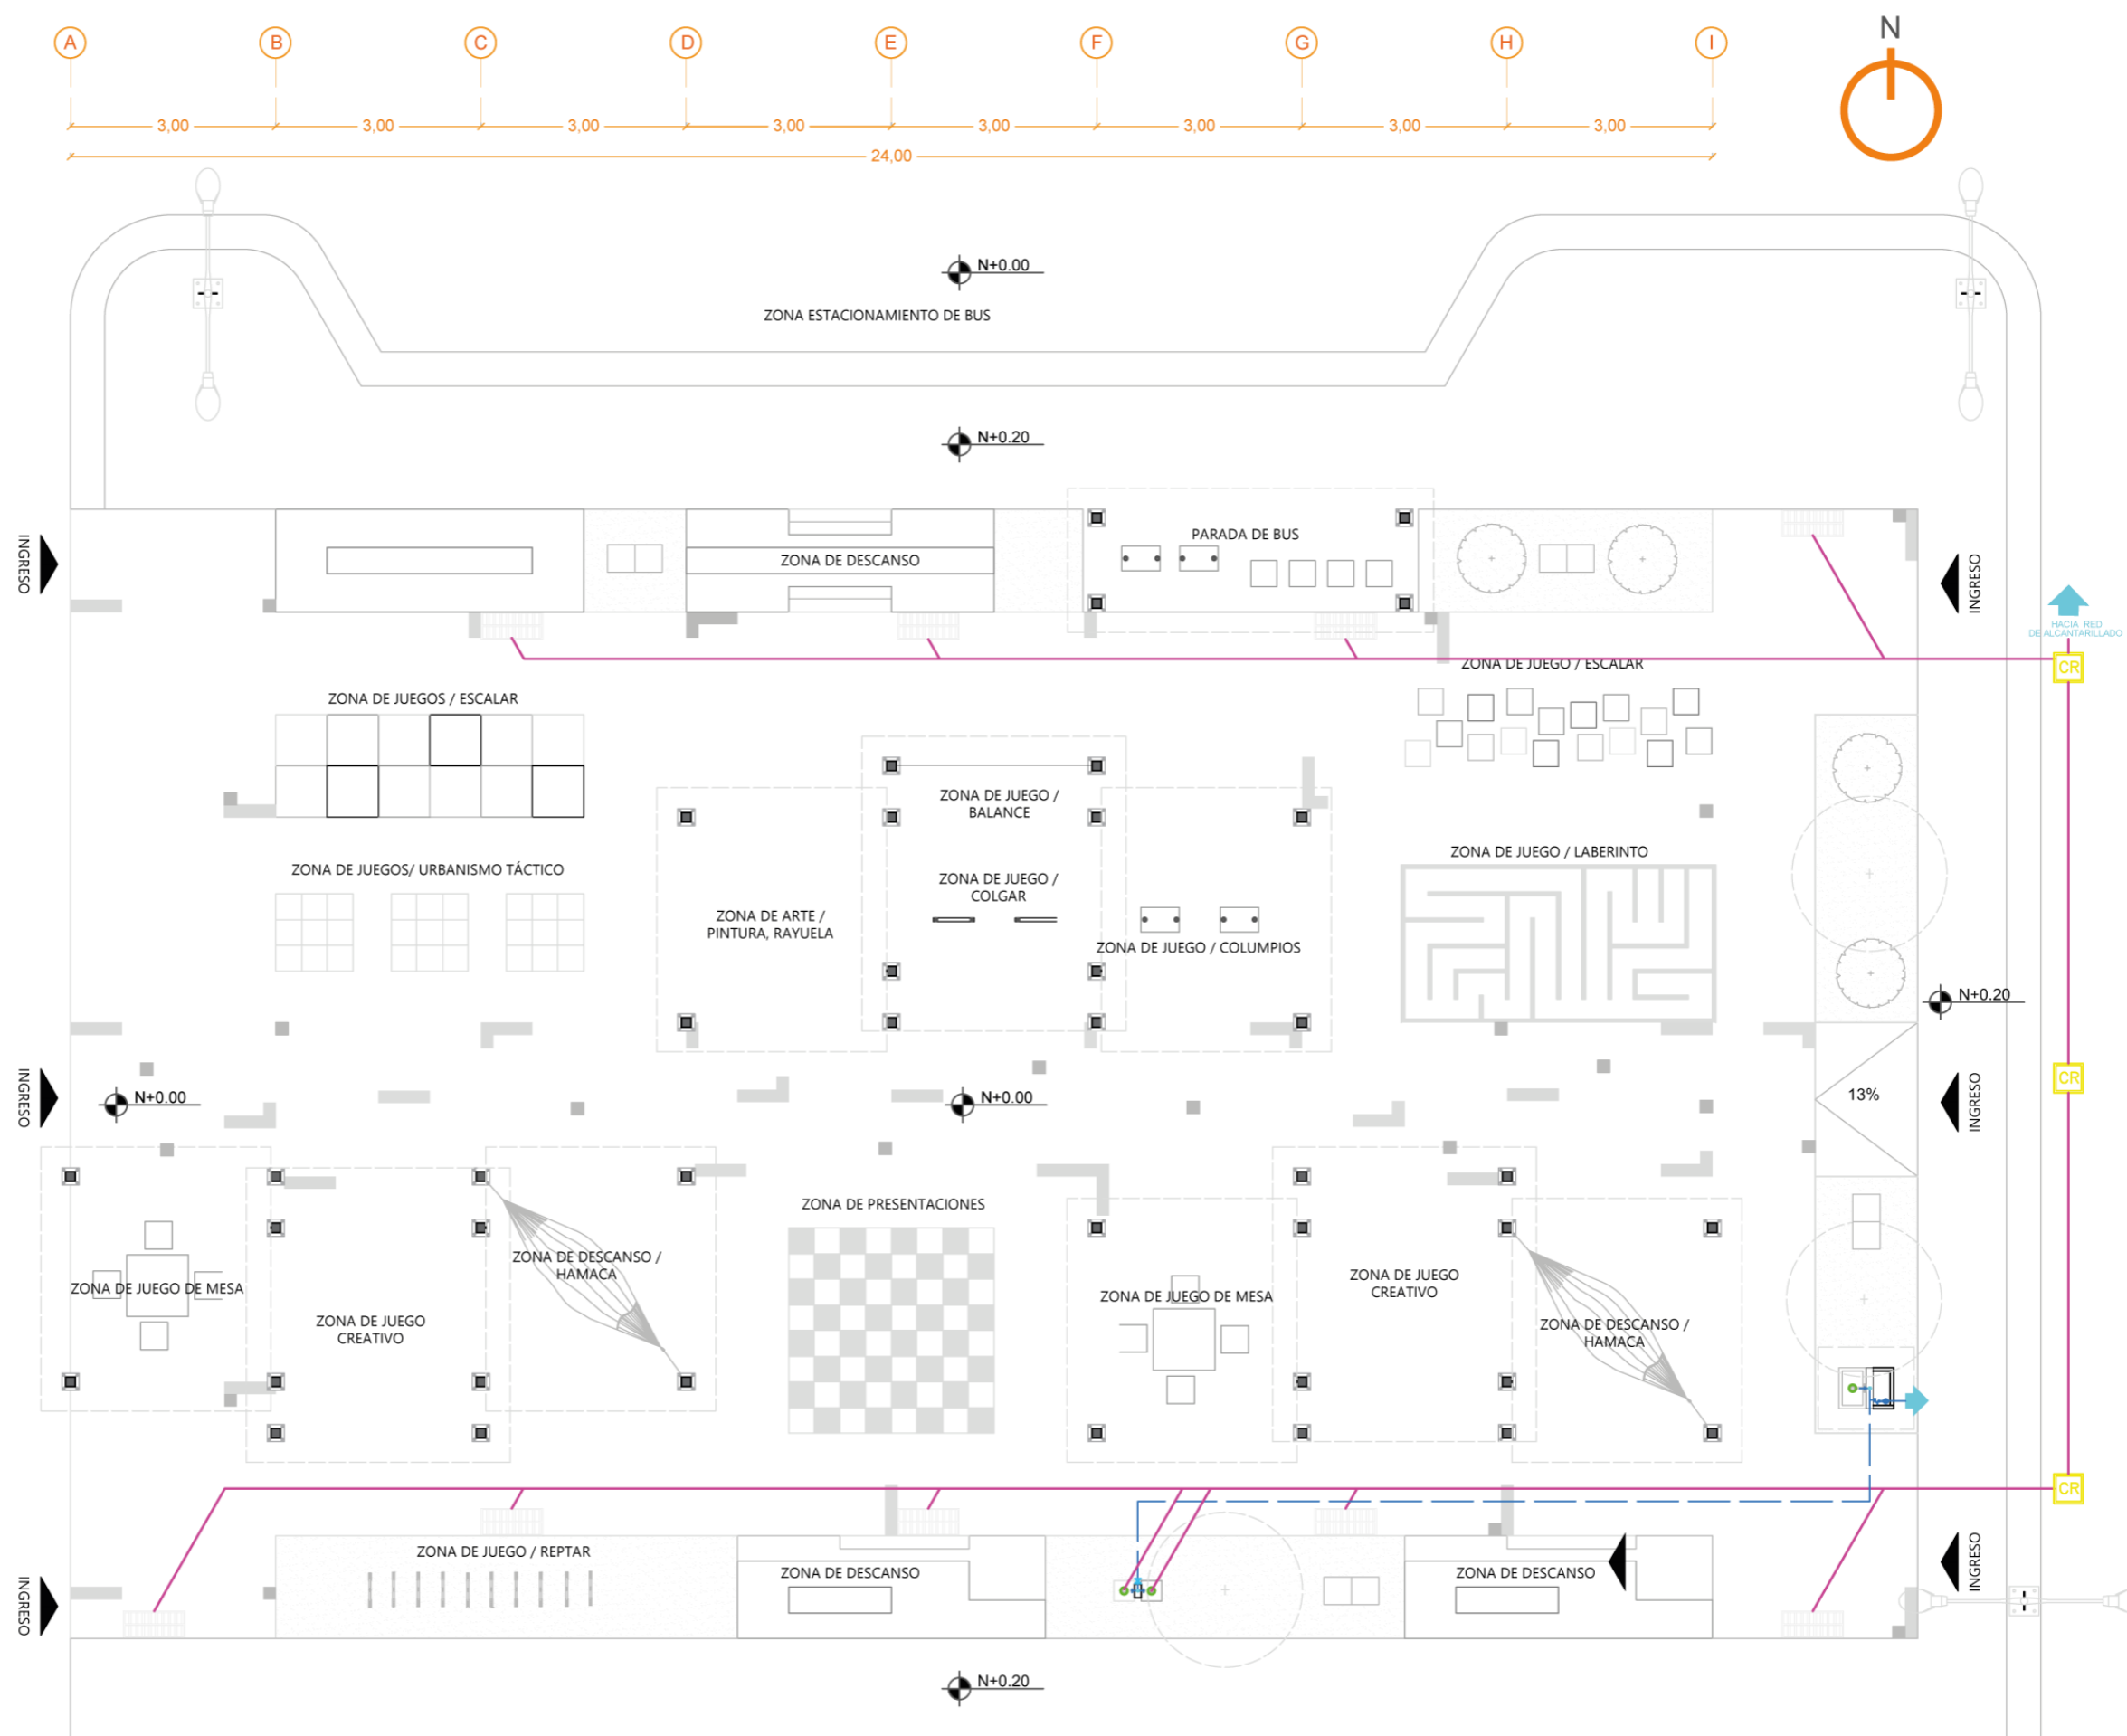 A B C D E F G H I N
3,00 3,00 3,00 3,00 3,00 3,00 3,00 3,00
24,00
N+0.00
ZONA ESTACIONAMIENTO DE BUS
N+0.20
INGRESO
PARADA DE BUS
ZONA DE DESCANSO
INGRESO
HACIA RED
DE ALCANTARILLADO
ZONA DE JUEGO / ESCALAR
CR
ZONA DE JUEGOS / ESCALAR
ZONA DE JUEGO /
BALANCE
ZONA DE JUEGO / LABERINTO
ZONA DE JUEGOS/ URBANISMO TÁCTICO
ZONA DE JUEGO /
COLGAR
ZONA DE ARTE /
PINTURA, RAYUELA
ZONA DE JUEGO / COLUMPIOS
N+0.20
CR
INGRESO
N+0.00
N+0.00
13%
INGRESO
ZONA DE PRESENTACIONES
ZONA DE DESCANSO /
HAMACA
ZONA DE JUEGO DE MESA
ZONA DE JUEGO
CREATIVO
ZONA DE JUEGO DE MESA
ZONA DE JUEGO
CREATIVO
ZONA DE DESCANSO /
HAMACA
CR
ZONA DE JUEGO / REPTAR
ZONA DE DESCANSO
ZONA DE DESCANSO
INGRESO
INGRESO
N+0.20